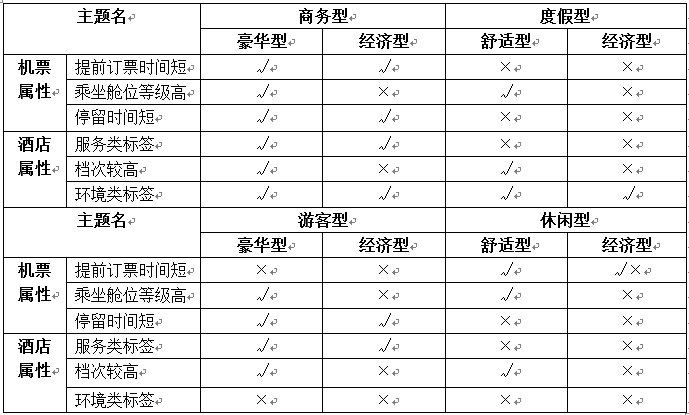 主题名 商务型 度假型
豪华型 经济型 舒适型 经济型
机票属性 提前订票时间短 √ √ × ×
乘坐舱位等级高 √ × √ ×
停留时间短 √ √ × ×
酒店属性 服务类标签 √ √ × ×
档次较高 √ × √ ×
环境类标签 √ √ √ √
主题名 游客型 休闲型
豪华型 经济型 舒适型 经济型
机票属性 提前订票时间短 × × √ √×
乘坐舱位等级高 √ × √ ×
停留时间短 √ √ × ×
酒店属性 服务类标签 √ √ × ×
档次较高 √ × √ ×
环境类标签 × × × ×